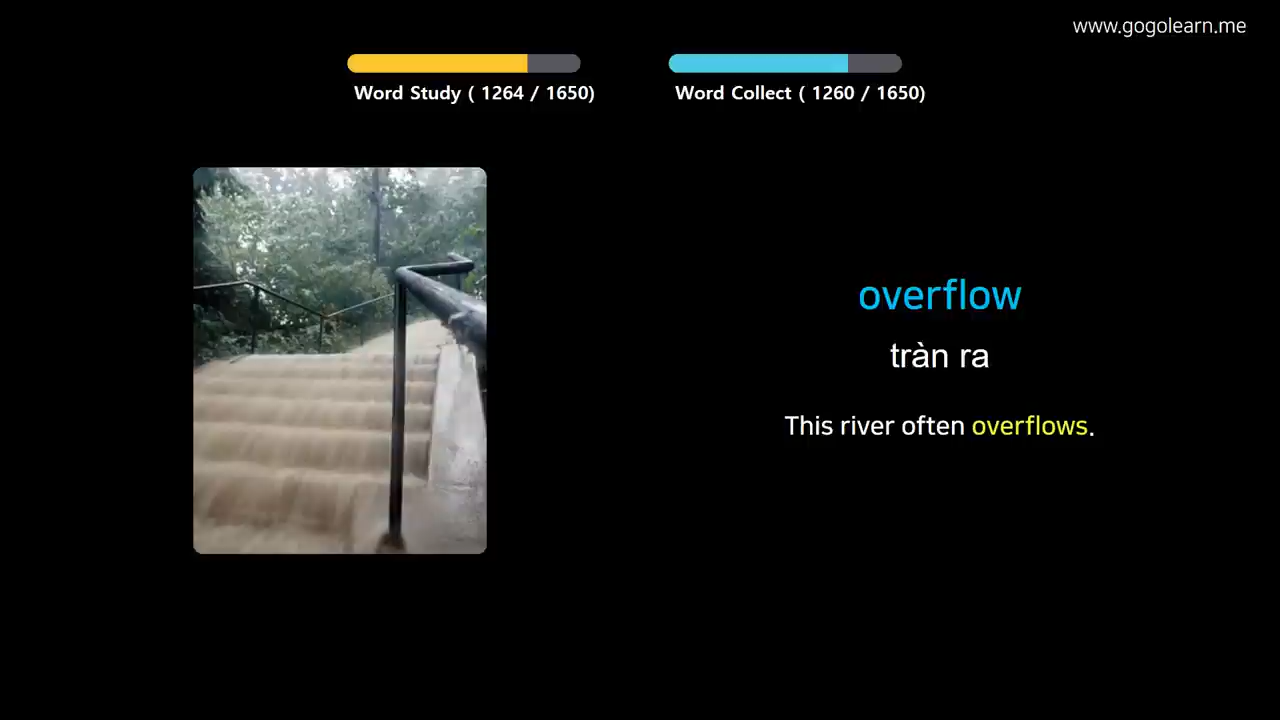 www.gogolearn.me
Word Study ( 1264 / 1650)
Word Collect ( 1260 / 1650)
overflow
tràn ra
This river often overflows.